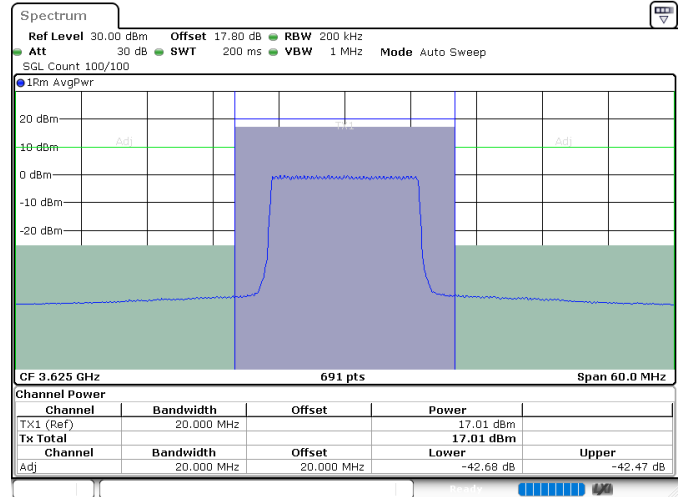 Spectrum
Ref Level 30.00 dBm Offset 17.80 dB RBW 200 kHz
Att 30 dB SWT 200 ms VBW 1 MHz Mode Auto Sweep
SGL Count 100/100
1Rm AvgPwr
20 dBm
TX1
Adj Adj
10 dBm
0 dBm
-10 dBm
-20 dBm
CF 3.625 GHz 691 pts Span 60.0 MHz
Channel Power
Channel Bandwidth Offset Power
TX1 (Ref) 20.000 MHz 17.01 dBm
Tx Total 17.01 dBm
Channel Bandwidth Offset Lower Upper
Adj 20.000 MHz 20.000 MHz -42.68 dB -42.47 dB
Ready